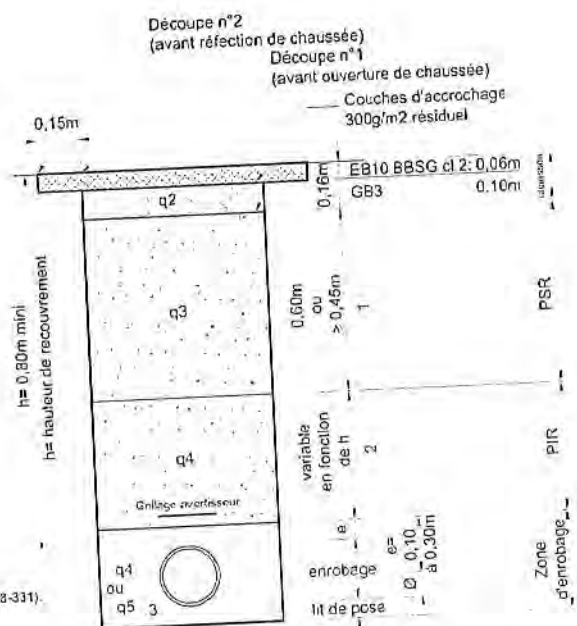 Découpe n°2
(avant réfection de chaussée)
Découpe n°1
(avant ouverture de chaussée)
Couches d'accrochage
300g/m2 résiduel
0,15m
EB10 BBSG cl 2: 0,06m
GB3 0.10m
0,16m
q2
q3
0,60m
ou
> 0,45m
1
PSR
h= 0,80m mini
h= hauteur de recouvrement
q4
variable
en fonction
de h
2
PIR
Grillage avertisseur
e
e=
0,10
à 0,30m
Ø
enrobage
lit de pose
Zone
d'enrobage
q4
ou
q5
3
8-331).